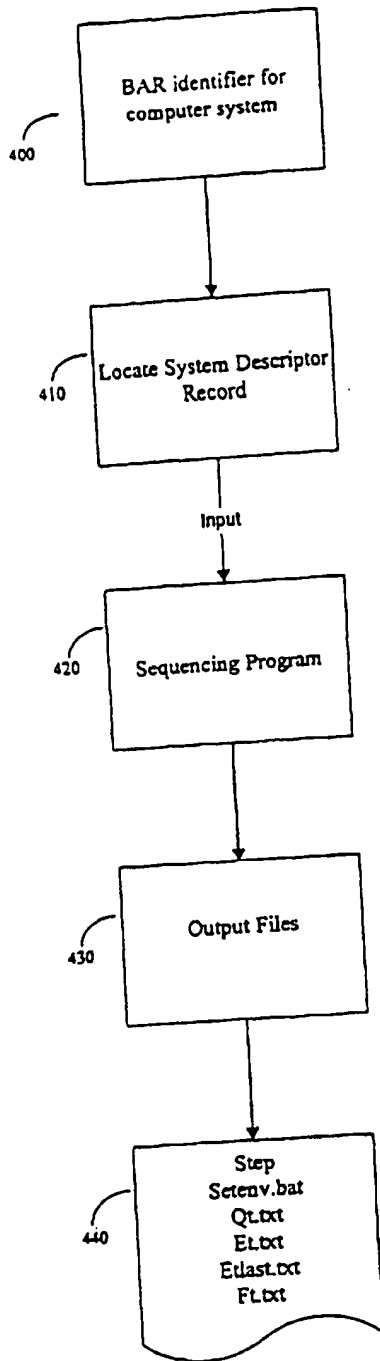 BAR identifier for
computer system
400
Locate System Descriptor
Record
410
Input
Sequencing Program
420
Output Files
430
Step
Setenv.bat
Qt.txt
Et.txt
Etlast.txt
Ft.txt
440